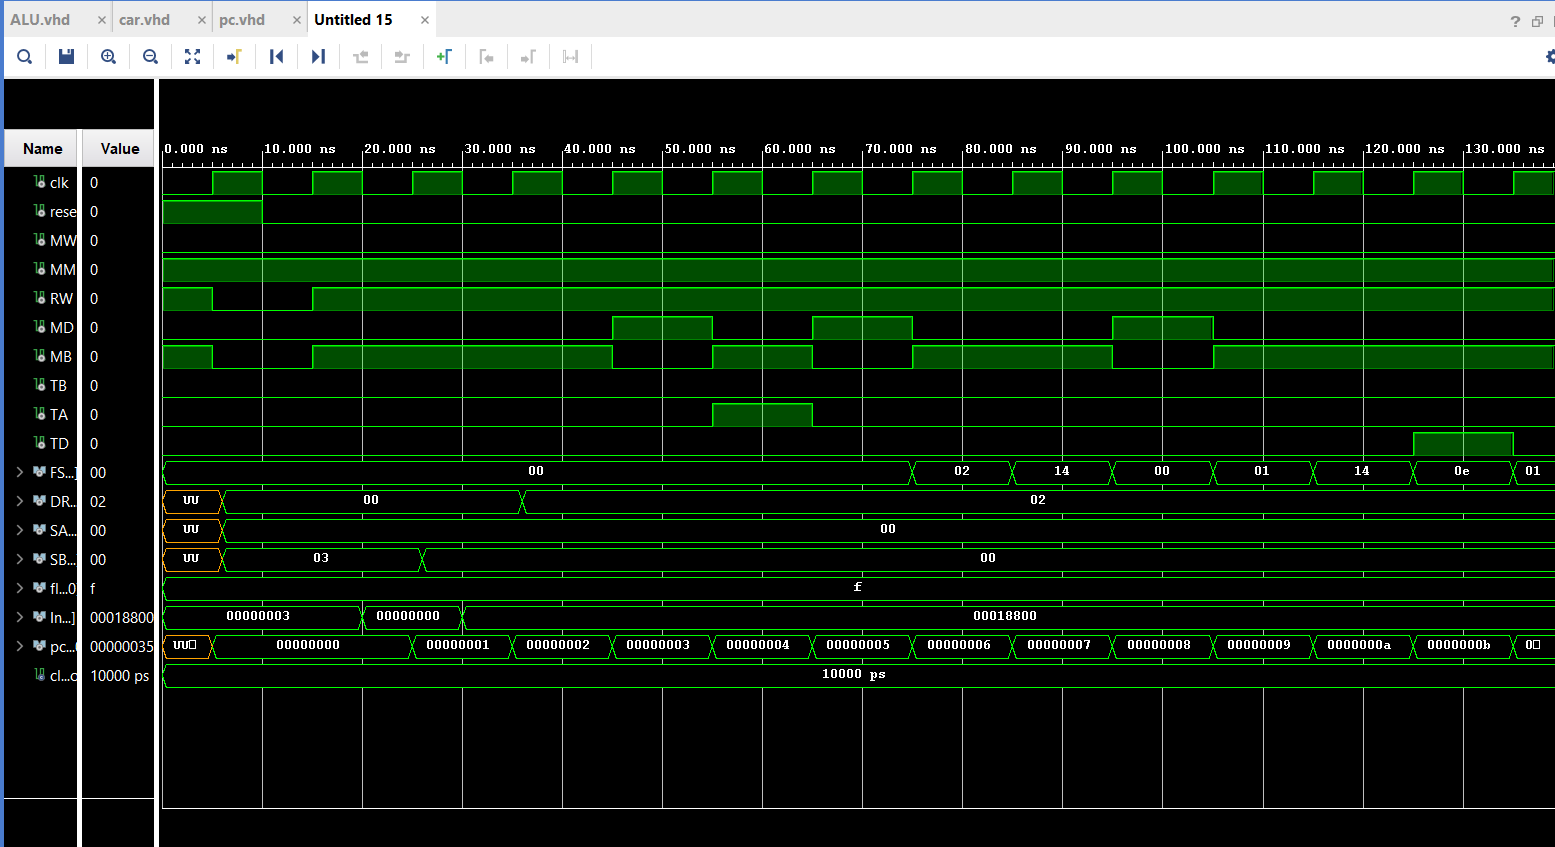 ALU.vhd × car.vhd × pc.vhd × Untitled 15 ×
Name Value
0.000 ns 10.000 ns 20.000 ns 30.000 ns 40.000 ns 50.000 ns 60.000 ns 70.000 ns 80.000 ns 90.000 ns 100.000 ns 110.000 ns 120.000 ns 130.000 ns
clk 0
rese 0
MW 0
MM 0
RW 0
MD 0
MB 0
TB 0
TA 0
TD 0
FS...] 00 00 02 14 00 01 14 0e 01
DR... 02 UU 00 02
SA... 00 UU 00
SB... 00 UU 03 00
fl...0 f f
In...] 00018800 00000003 00000000 00018800
pc... 00000035 UU 00000000 00000001 00000002 00000003 00000004 00000005 00000006 00000007 00000008 00000009 0000000a 0000000b 0
cl...o 10000 ps 10000 ps